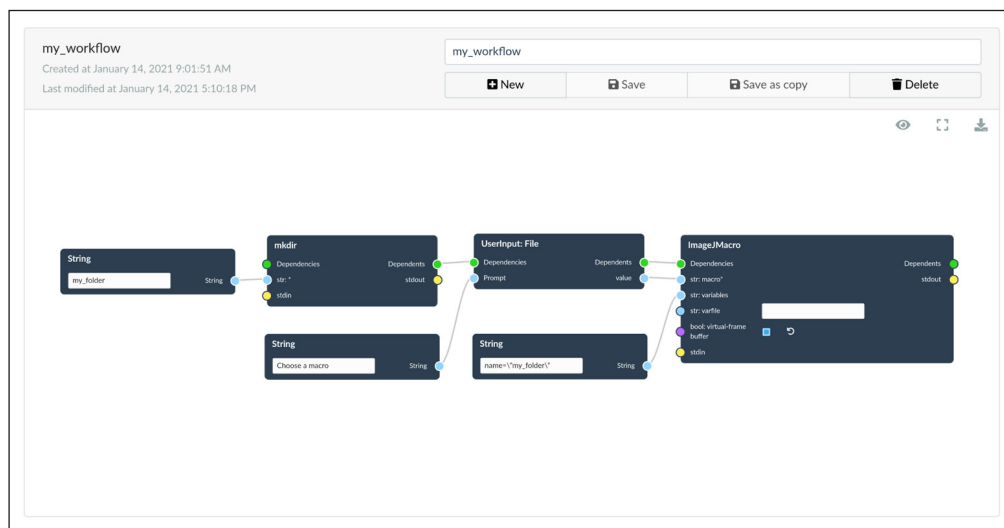 my_workflow
Created at January 14, 2021 9:01:51 AM
Last modified at January 14, 2021 5:10:18 PM
my_workflow
New Save Save as copy Delete
String
my_folder String
mkdir
Dependencies Dependents
str: * stdout
stdin
String
Choose a macro String
UserInput: File
Dependencies Dependents
Prompt value
String
name=\"my_folder\" String
ImageJMacro
Dependencies Dependents
str: macro* stdout
str: variables
str: varfile
bool: virtual-frame
buffer
stdin